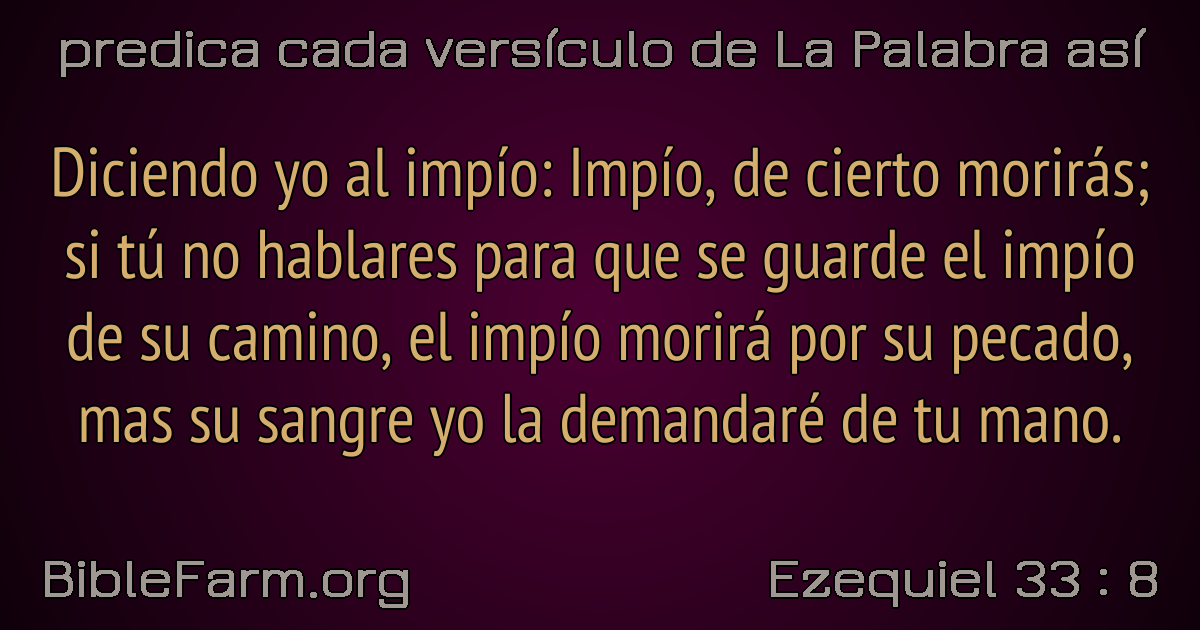 predica cada versículo de La Palabra así
Diciendo yo al impío: Impío, de cierto morirás;
si tú no hablares para que se guarde el impío
de su camino, el impío morirá por su pecado,
mas su sangre yo la demandaré de tu mano.
BibleFarm.org
Ezequiel 33 : 8